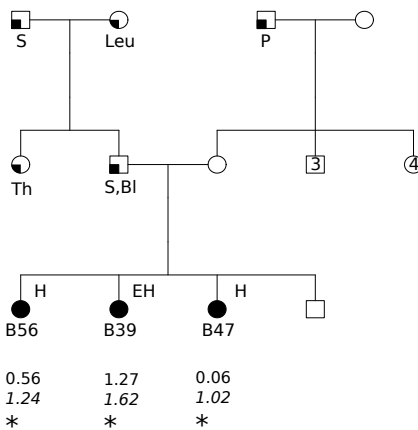 S Leu P
3 4
Th S,Bl
H EH H
B56 B39 B47
0.56 1.27 0.06
1.24 1.62 1.02
* * *